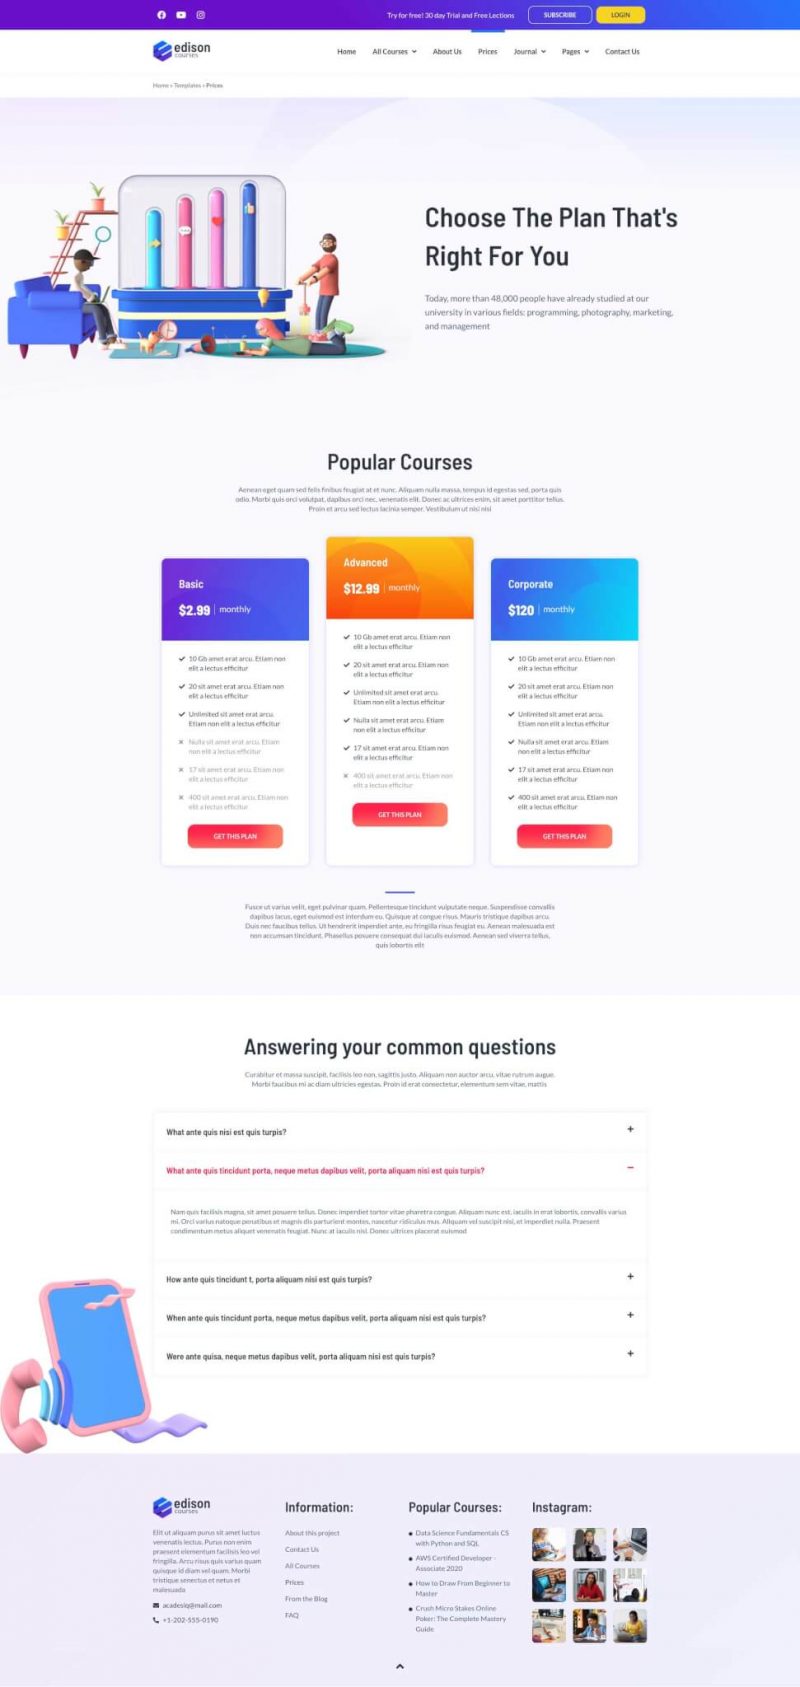 Try for free! 30 day Trial and Free Lections
SUBSCRIBE
LOGIN
edison
courses
Home
All Courses
About Us
Prices
Journal
Pages
Contact Us
Home » Templates » Prices
Choose The Plan That's
Right For You
Today, more than 48,000 people have already studied at our
university in various fields: programming, photography, marketing,
and management
Popular Courses
Aenean eget quam sed felis finibus feugiat at et nunc. Aliquam nulla massa, tempus id egestas sed, porta quis
odio. Morbi quis orci volutpat, dapibus orci nec, venenatis elit. Donec ac ultrices enim, sit amet porttitor tellus.
Proin et arcu sed lectus lacinia semper. Vestibulum ut nisi nisi
Basic
$2.99 | monthly
10 Gb amet erat arcu. Etiam non
elit a lectus efficitur
20 sit amet erat arcu. Etiam non
elit a lectus efficitur
Unlimited sit amet erat arcu.
Etiam non elit a lectus efficitur
Nulla sit amet erat arcu. Etiam
non elit a lectus efficitur
17 sit amet erat arcu. Etiam non
elit a lectus efficitur
400 sit amet erat arcu. Etiam non
elit a lectus efficitur
GET THIS PLAN
Advanced
$12.99 | monthly
10 Gb amet erat arcu. Etiam non
elit a lectus efficitur
20 sit amet erat arcu. Etiam non
elit a lectus efficitur
Unlimited sit amet erat arcu.
Etiam non elit a lectus efficitur
Nulla sit amet erat arcu. Etiam
non elit a lectus efficitur
17 sit amet erat arcu. Etiam non
elit a lectus efficitur
400 sit amet erat arcu. Etiam non
elit a lectus efficitur
GET THIS PLAN
Corporate
$120 | monthly
10 Gb amet erat arcu. Etiam non
elit a lectus efficitur
20 sit amet erat arcu. Etiam non
elit a lectus efficitur
Unlimited sit amet erat arcu.
Etiam non elit a lectus efficitur
Nulla sit amet erat arcu. Etiam
non elit a lectus efficitur
17 sit amet erat arcu. Etiam non
elit a lectus efficitur
400 sit amet erat arcu. Etiam non
elit a lectus efficitur
GET THIS PLAN
Fusce ut varius velit, eget pulvinar quam. Pellentesque tincidunt vulputate neque. Suspendisse convallis
dapibus lacus, eget euismod est interdum eu. Quisque at congue risus. Mauris tristique dapibus arcu.
Duis nec faucibus tellus. Ut hendrerit imperdiet ante, eu fringilla risus feugiat eu. Aenean malesuada est
non accumsan tincidunt. Phasellus posuere consequat dui iaculis euismod. Aenean sed viverra tellus,
quis lobortis elit
Answering your common questions
Curabitur et massa suscipit, facilisis leo non, sagittis justo. Aliquam non auctor arcu, vitae rutrum augue.
Morbi faucibus mi ac diam ultricies egestas. Proin id erat consectetur, elementum sem vitae, mattis
What ante quis nisi est quis turpis?
What ante quis tincidunt porta, neque metus dapibus velit, porta aliquam nisi est quis turpis?
Nam quis facilisis magna, sit amet posuere tellus. Donec imperdiet tortor vitae pharetra congue. Aliquam nunc est, iaculis in erat lobortis, convallis varius
mi. Orci varius natoque penatibus et magnis dis parturient montes, nascetur ridiculus mus. Aliquam vel suscipit nisi, et imperdiet nulla. Praesent
condimentum metus aliquet venenatis feugiat. Nunc at iaculis nisl. Donec ultrices placerat euismod
How ante quis tincidunt t, porta aliquam nisi est quis turpis?
When ante quis tincidunt porta, neque metus dapibus velit, porta aliquam nisi est quis turpis?
Were ante quisa, neque metus dapibus velit, porta aliquam nisi est quis turpis?
edison
courses
Elit ut aliquam purus sit amet luctus
venenatis lectus. Purus non enim
praesent elementum facilisis leo vel
fringilla. Arcu risus quis varius quam
quisque id diam vel quam. Morbi
tristique senectus et netus et
malesuada
acadesiq@mail.com
+1-202-555-0190
Information:
About this project
Contact Us
All Courses
Prices
From the Blog
FAQ
Popular Courses:
Data Science Fundamentals CS
with Python and SQL
AWS Certified Developer -
Associate 2020
How to Draw From Beginner to
Master
Crush Micro Stakes Online
Poker: The Complete Mastery
Guide
Instagram: